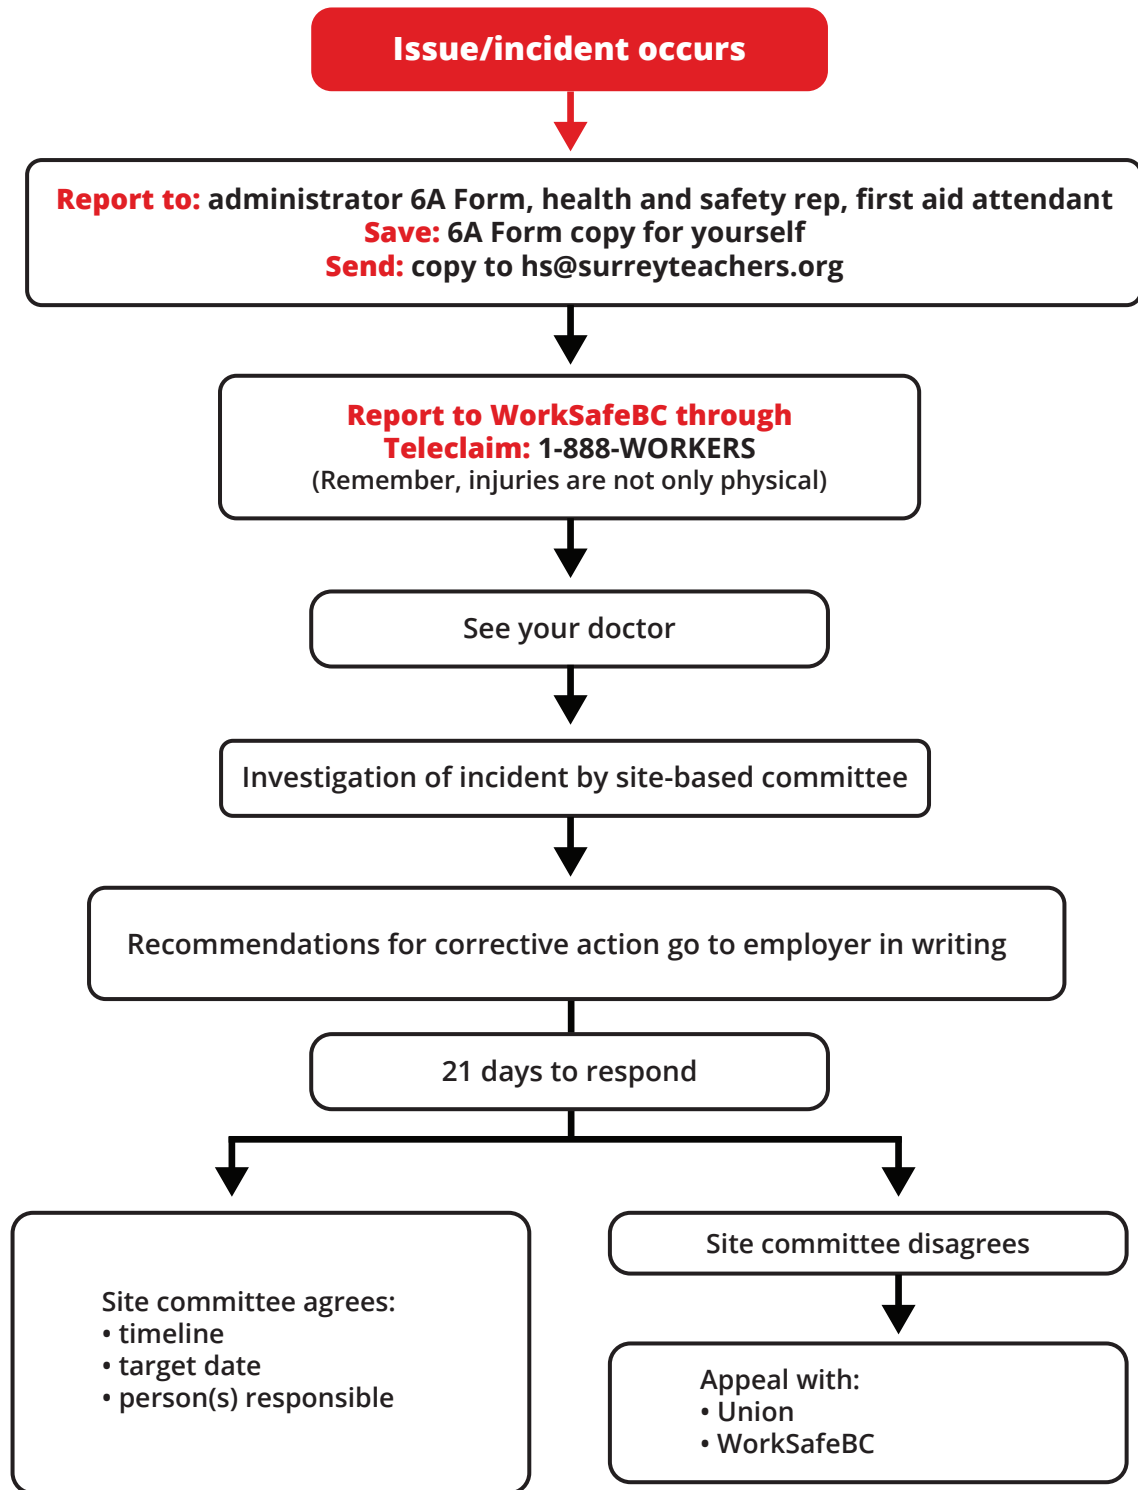 Issue/incident occurs
Report to: administrator 6A Form, health and safety rep, first aid attendant
Save: 6A Form copy for yourself
Send: copy to hs@surreyteachers.org
Report to WorkSafeBC through
Teleclaim: 1-888-WORKERS
(Remember, injuries are not only physical)
See your doctor
Investigation of incident by site-based committee
Recommendations for corrective action go to employer in writing
21 days to respond
Site committee agrees:
• timeline
• target date
• person(s) responsible
Site committee disagrees
Appeal with:
• Union
• WorkSafeBC